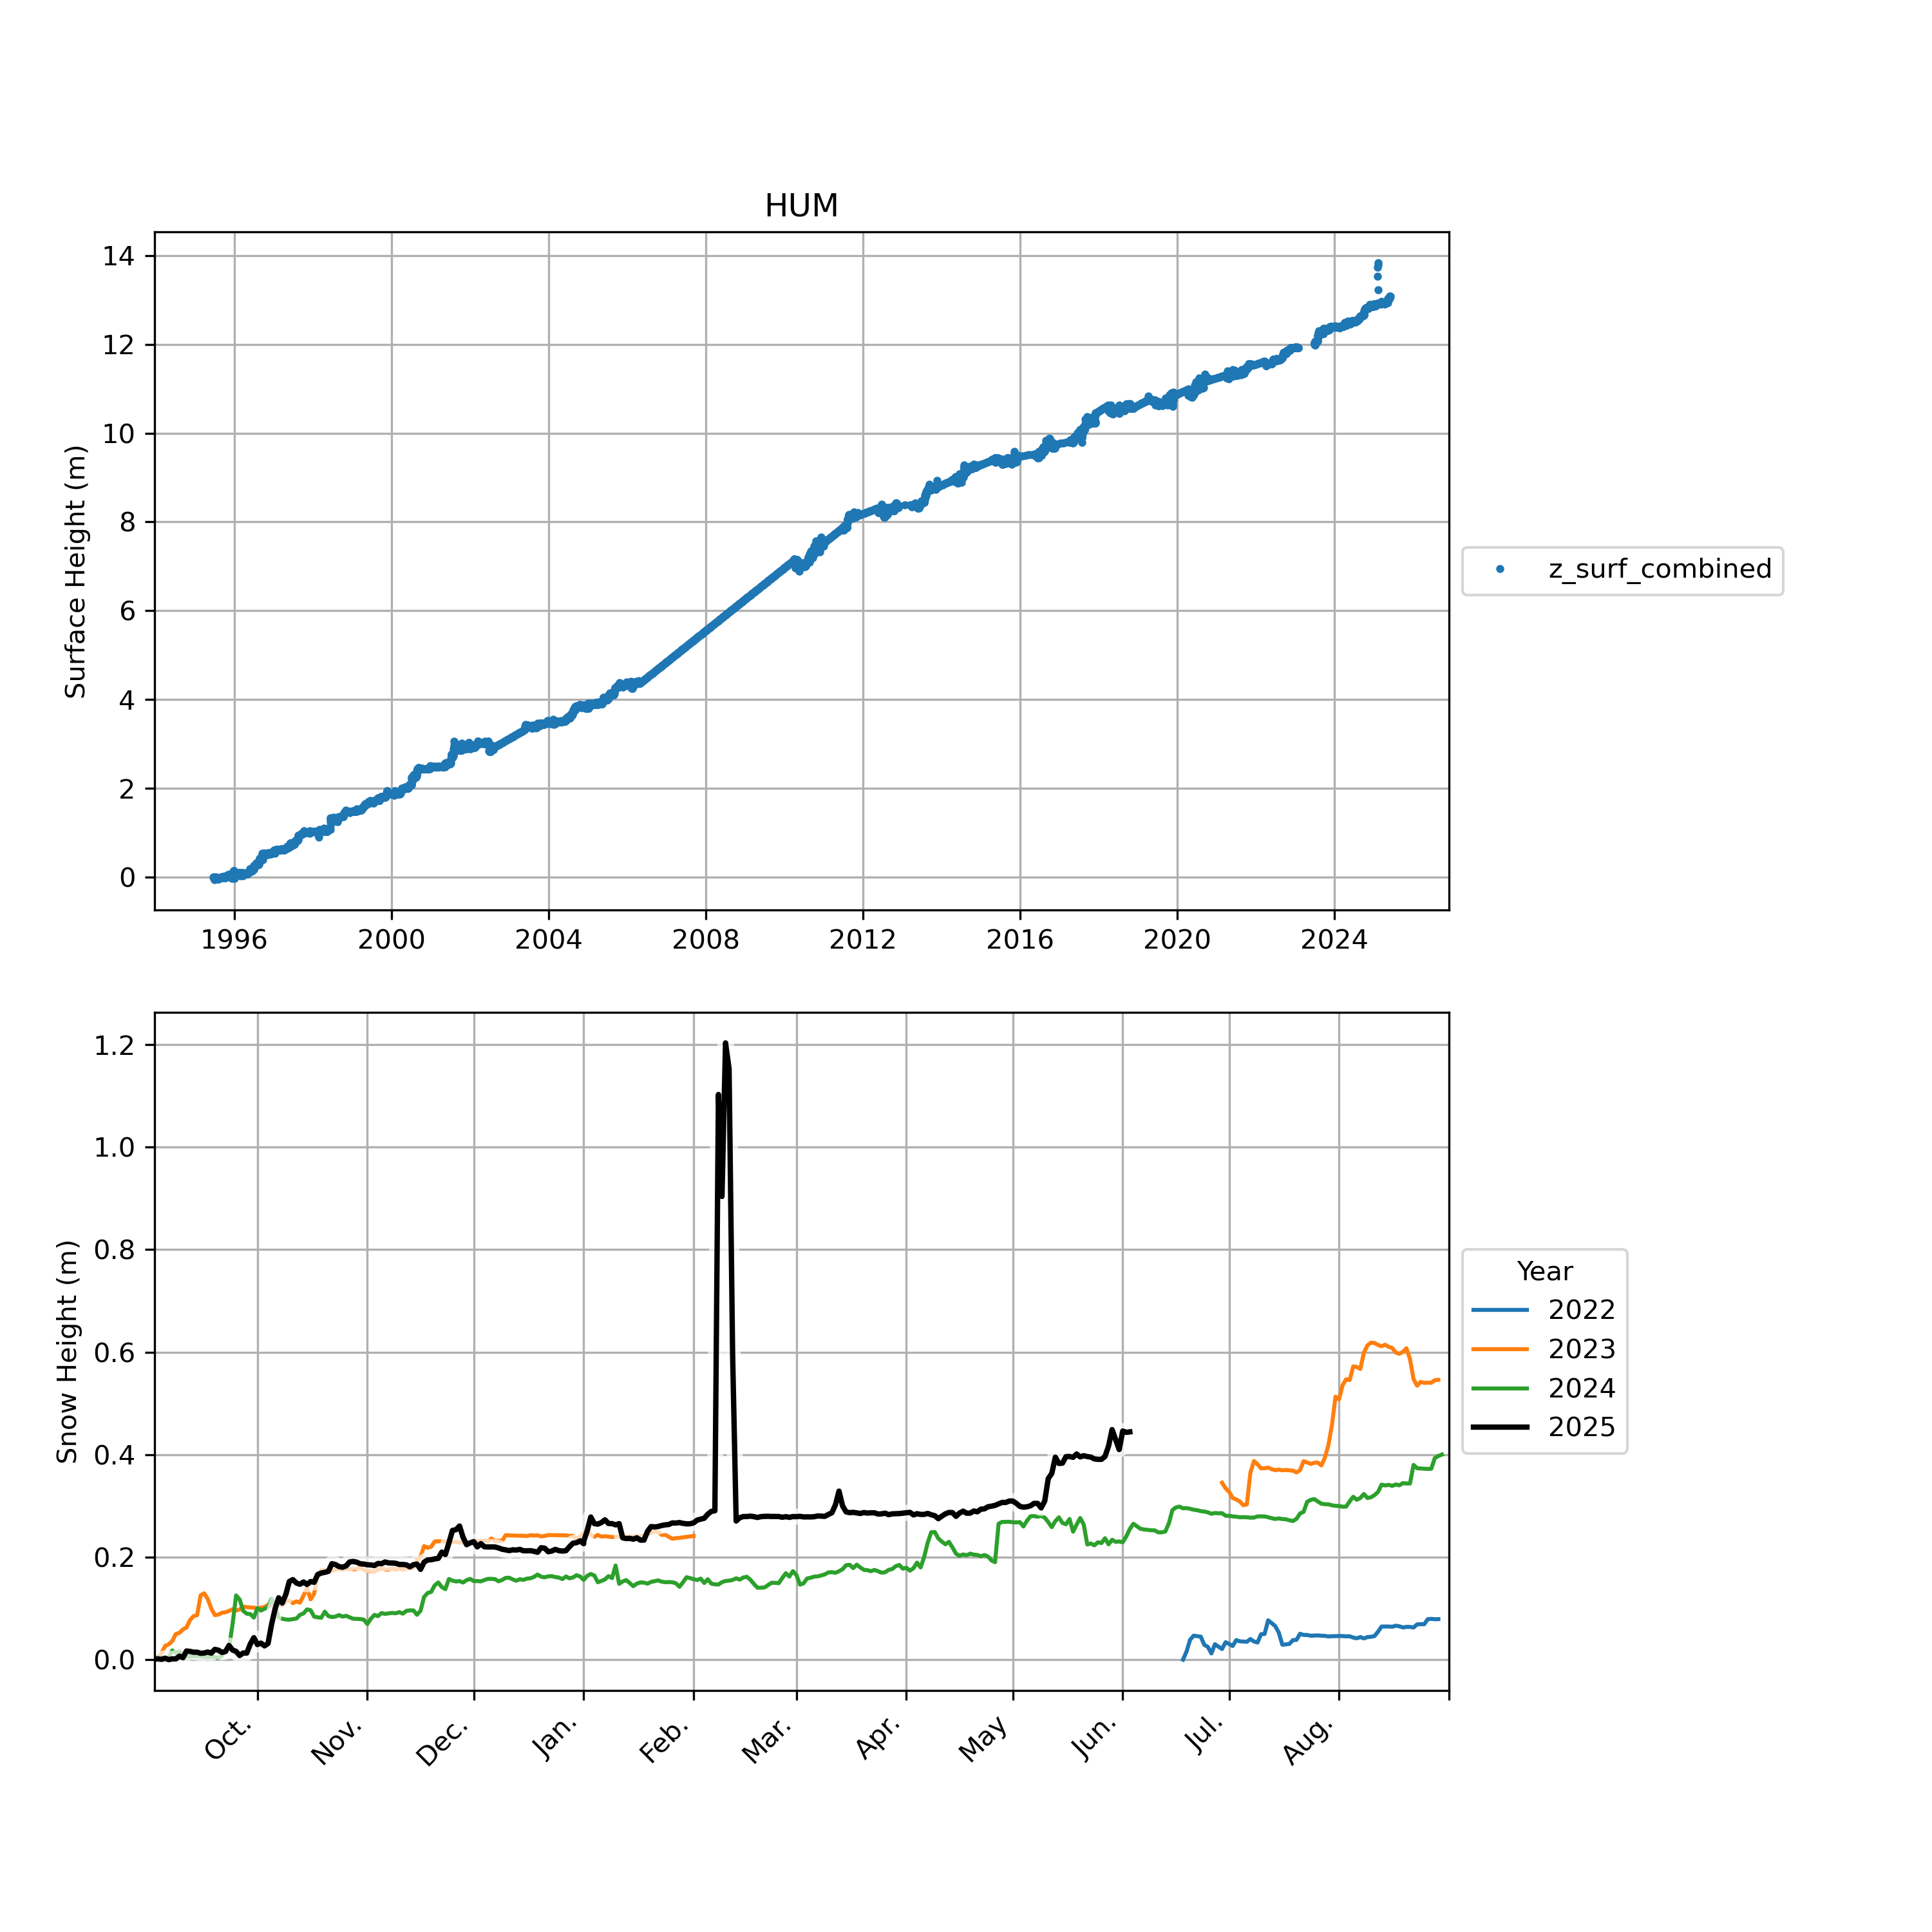 HUM
Surface Height (m)
14
12
10
8
6
4
2
0
1996 2000 2004 2008 2012 2016 2020 2024
z_surf_combined
Snow Height (m)
1.2
1.0
0.8
0.6
0.4
0.2
0.0
Oct. Nov. Dec. Jan. Feb. Mar. Apr. May Jun. Jul. Aug.
Year
2022
2023
2024
2025